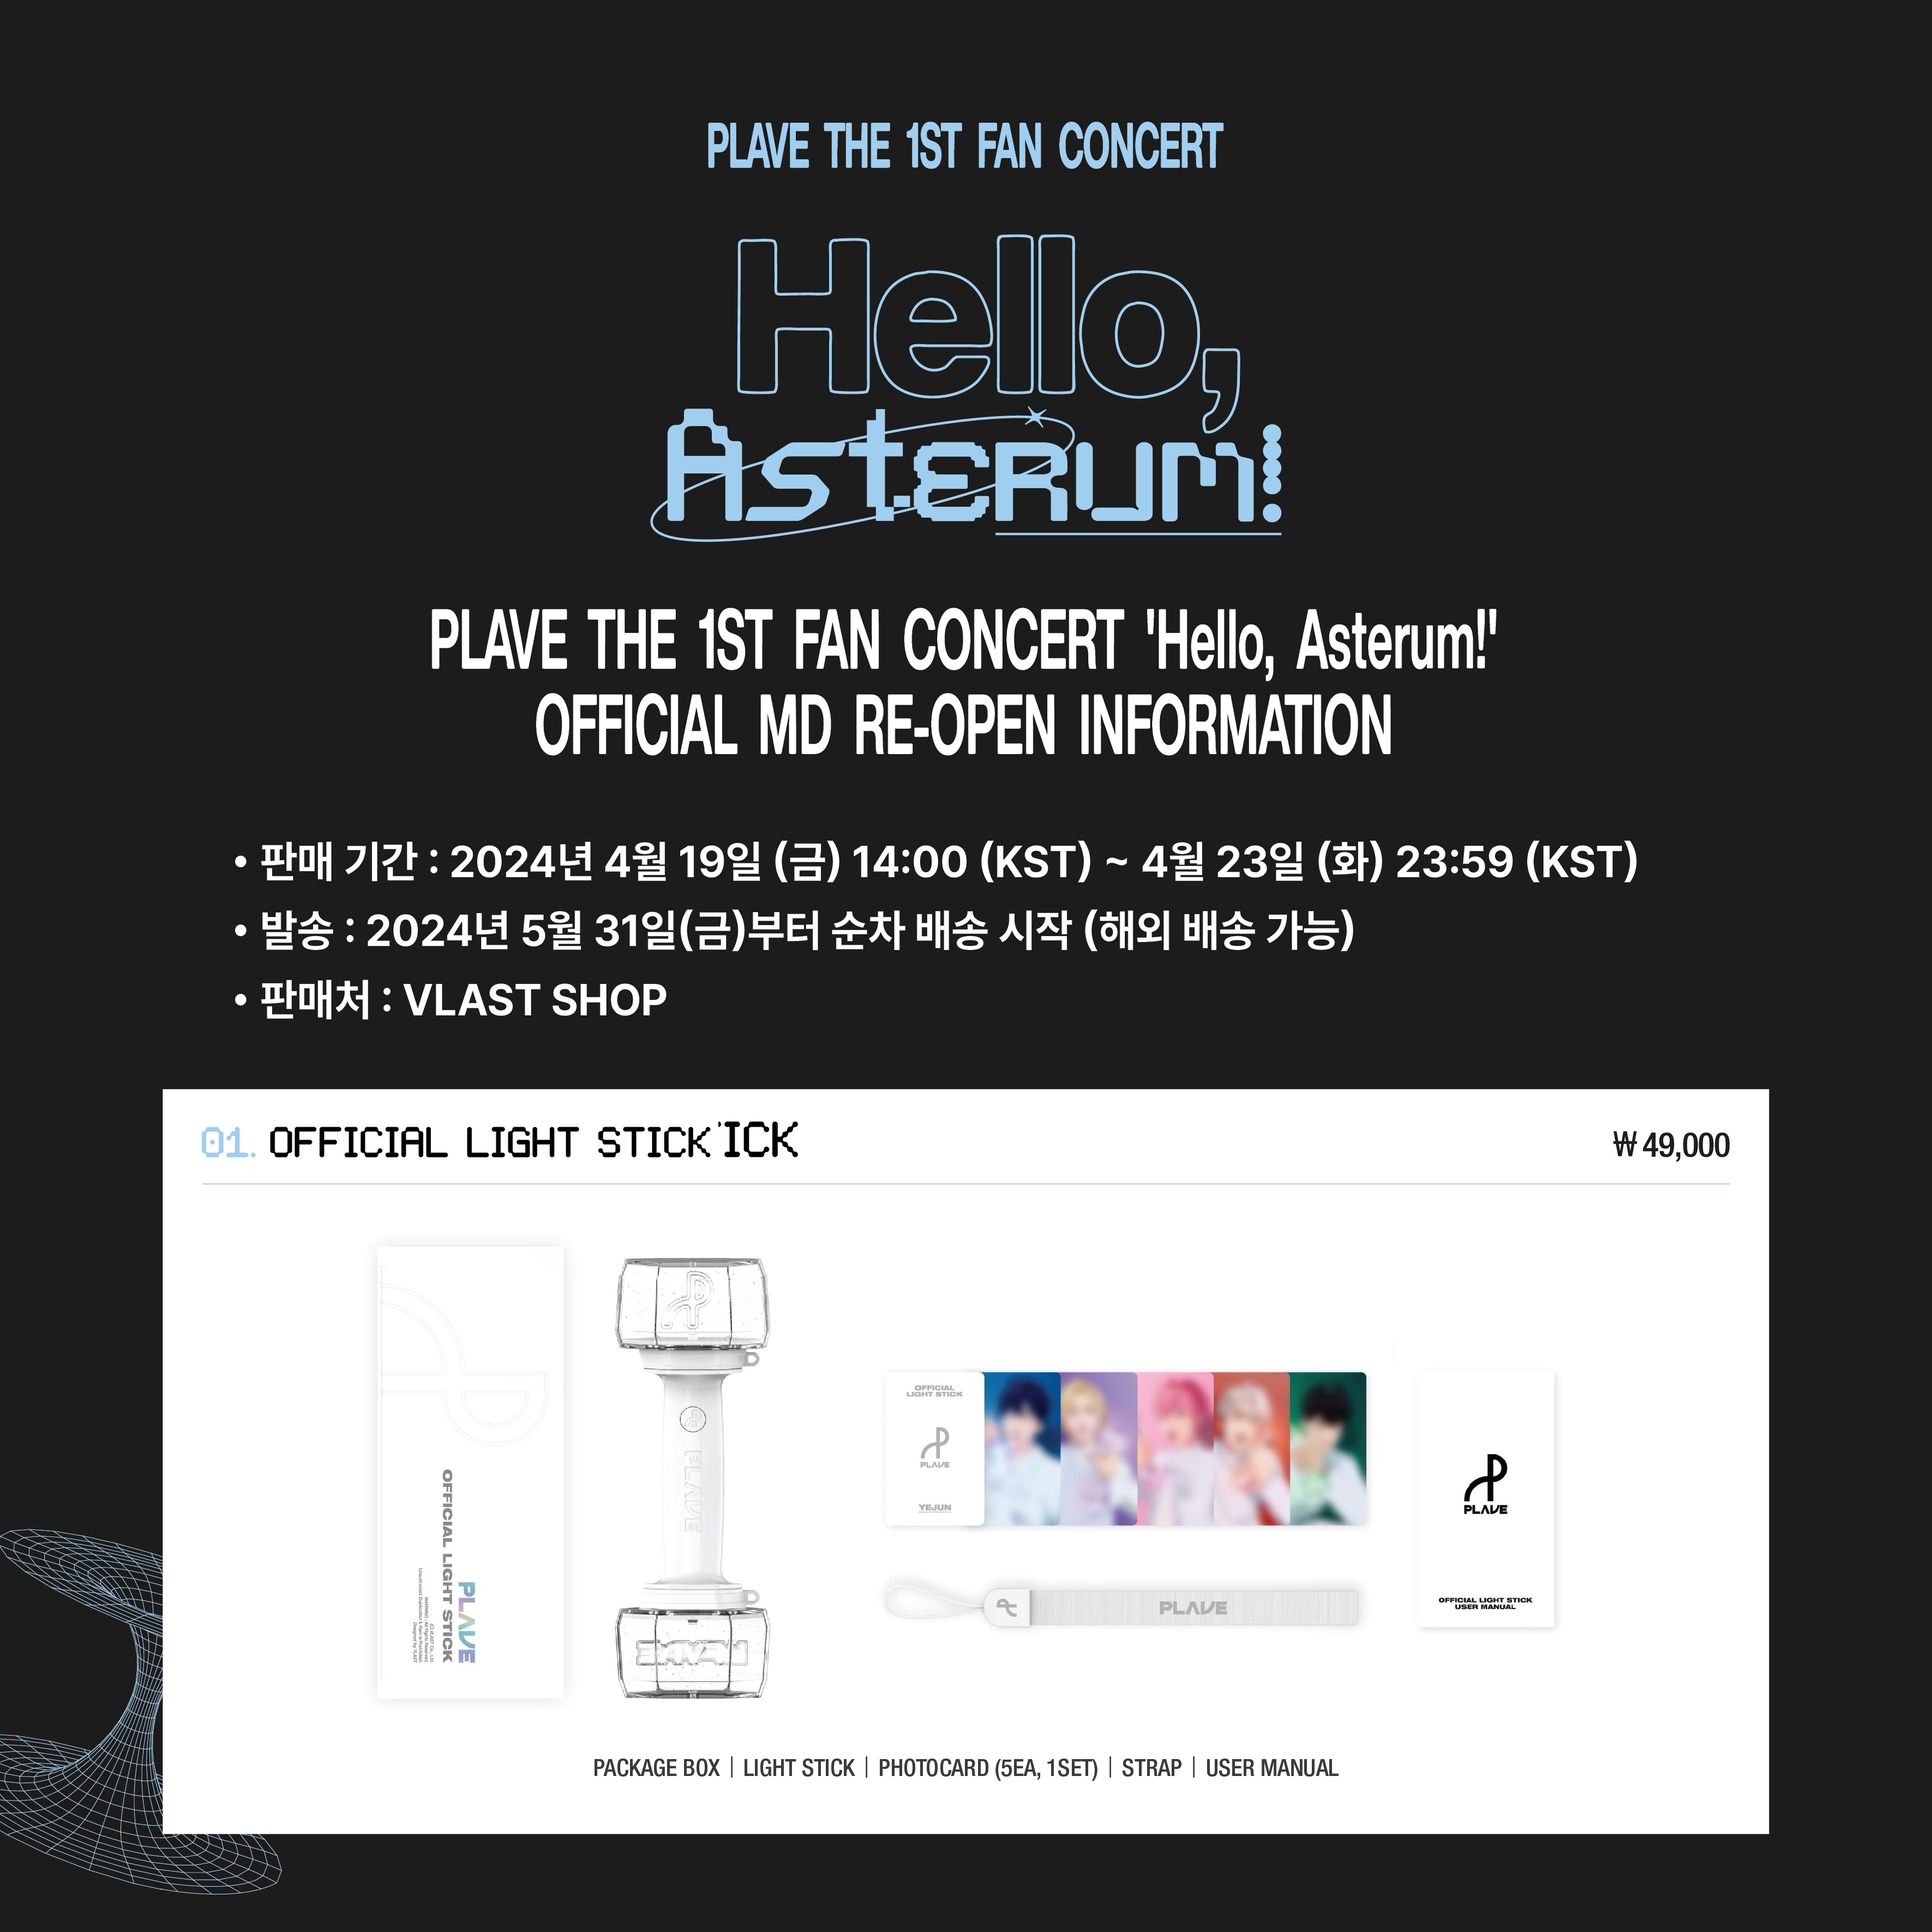 PLAVE THE 1ST FAN CONCERT
Hello,
Asterum!
PLAVE THE 1ST FAN CONCERT 'Hello, Asterum!'
OFFICIAL MD RE-OPEN INFORMATION
• 판매 기간 : 2024년 4월 19일 (금) 14:00 (KST) ~ 4월 23일 (화) 23:59 (KST)
• 발송 : 2024년 5월 31일(금)부터 순차 배송 시작 (해외 배송 가능)
• 판매처 : VLAST SHOP
01. OFFICIAL LIGHT STICK'ICK
₩ 49,000
PLAVE
OFFICIAL LIGHT STICK
PLAVE
OFFICIAL
LIGHT STICK
PLAVE
YEJUN
PLAVE
PLAVE
OFFICIAL LIGHT STICK
USER MANUAL
PACKAGE BOX | LIGHT STICK | PHOTOCARD (5EA, 1SET) | STRAP | USER MANUAL